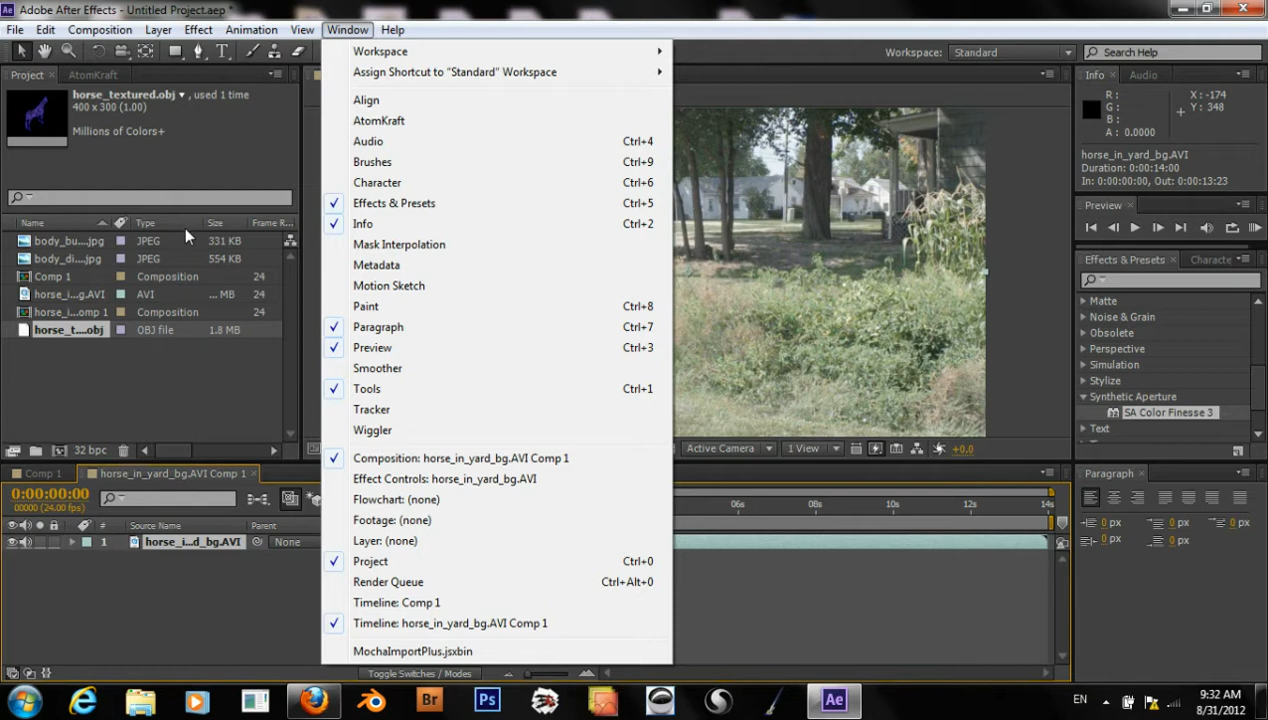 Adobe After Effects - Untitled Project.aep *
File Edit Composition Layer Effect Animation View Window Help
Workspace: Standard Search Help
Project AtomKraft
horse_textured.obj , used 1 time
400 x 300 (1.00)
Millions of Colors+
Name Type Size Frame R...
body_bu....jpg JPEG 331 KB
body_di....jpg JPEG 554 KB
Comp 1 Composition 24
horse_i...g.AVI AVI ... MB 24
horse_i...omp 1 Composition 24
horse_t....obj OBJ file 1.8 MB
32 bpc
Workspace
Assign Shortcut to "Standard" Workspace
Align
AtomKraft
Audio Ctrl+4
Brushes Ctrl+9
Character Ctrl+6
Effects & Presets Ctrl+5
Info Ctrl+2
Mask Interpolation
Metadata
Motion Sketch
Paint Ctrl+8
Paragraph Ctrl+7
Preview Ctrl+3
Smoother
Tools Ctrl+1
Tracker
Wiggler
Composition: horse_in_yard_bg.AVI Comp 1
Effect Controls: horse_in_yard_bg.AVI
Flowchart: (none)
Footage: (none)
Layer: (none)
Project Ctrl+0
Render Queue Ctrl+Alt+0
Timeline: Comp 1
Timeline: horse_in_yard_bg.AVI Comp 1
MochaImportPlus.jsxbin
Active Camera 1 View +0.0
Info Audio
R : X : -174
G : Y : 348
B :
A : 0.0000
horse_in_yard_bg.AVI
Duration: 0:00:14:00
In: 0:00:00:00, Out: 0:00:13:23
Preview
Effects & Presets Characte
Matte
Noise & Grain
Obsolete
Perspective
Simulation
Stylize
Synthetic Aperture
SA Color Finesse 3
Text
Comp 1 horse_in_yard_bg.AVI Comp 1
0:00:00:00
00000 (24.00 fps)
06s 08s 10s 12s 14s
# Source Name Parent
1 horse_i...d_bg.AVI None
Toggle Switches / Modes
Paragraph
0 px 0 px 0 px
0 px 0 px
Br Ps Ae
EN 9:32 AM
8/31/2012